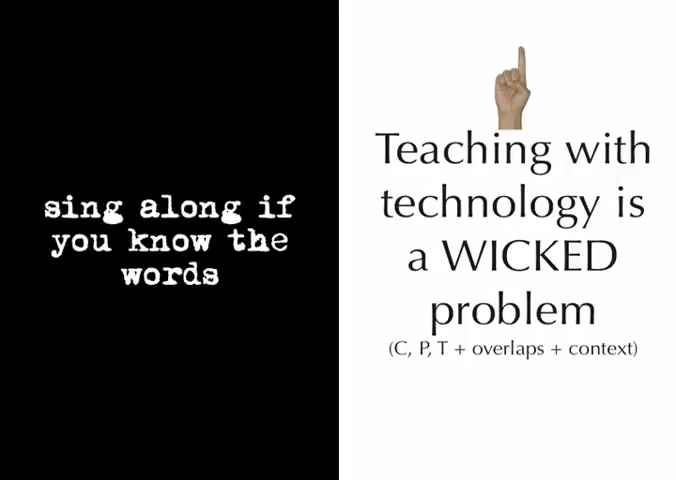 sing along if
you know the
words
Teaching with
technology is
a WICKED
problem
(C, P, T + overlaps + context)